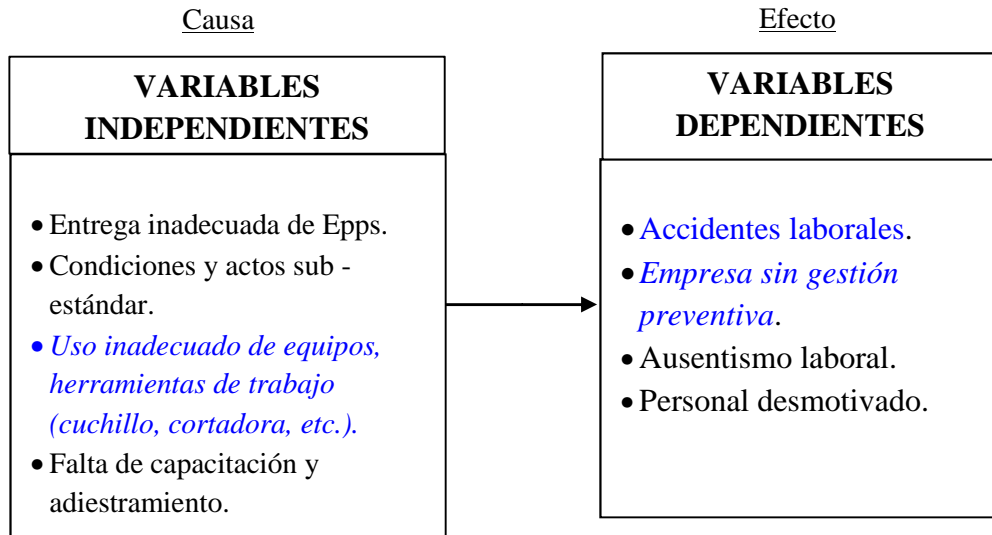 Causa
VARIABLES
INDEPENDIENTES
• Entrega inadecuada de Epps.
• Condiciones y actos sub -
estándar.
• Uso inadecuado de equipos,
herramientas de trabajo
(cuchillo, cortadora, etc.).
• Falta de capacitación y
adiestramiento.
Efecto
VARIABLES
DEPENDIENTES
• Accidentes laborales.
• Empresa sin gestión
preventiva.
• Ausentismo laboral.
• Personal desmotivado.